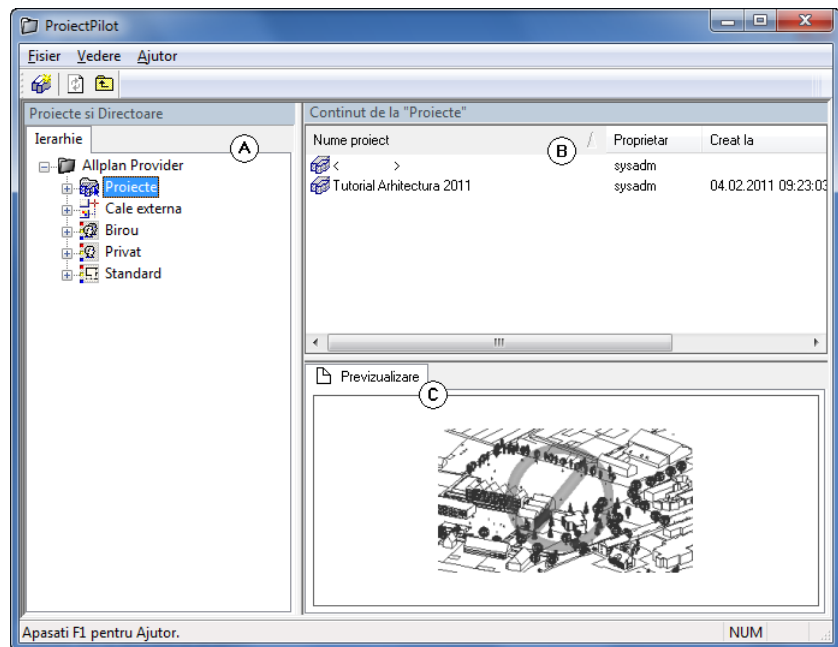 ProiectPilot
Fisier Vedere Ajutor
Proiecte si Directoare
Ierarhie
A
Allplan Provider
Proiecte
Cale externa
Birou
Privat
Standard
Continut de la "Proiecte"
Nume proiect / Proprietar Creat la
B
< > sysadm
Tutorial Arhitectura 2011 sysadm 04.02.2011 09:23:03
Previzualizare
C
Apasati F1 pentru Ajutor.
NUM